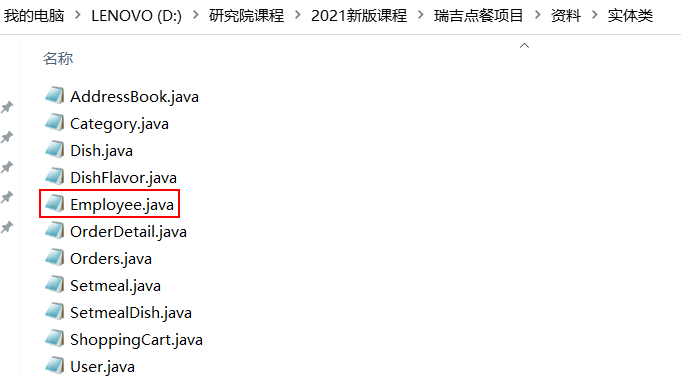 我的电脑 > LENOVO (D:) > 研究院课程 > 2021新版课程 > 瑞吉点餐项目 > 资料 > 实体类
名称
AddressBook.java
Category.java
Dish.java
DishFlavor.java
Employee.java
OrderDetail.java
Orders.java
Setmeal.java
SetmealDish.java
ShoppingCart.java
User.java